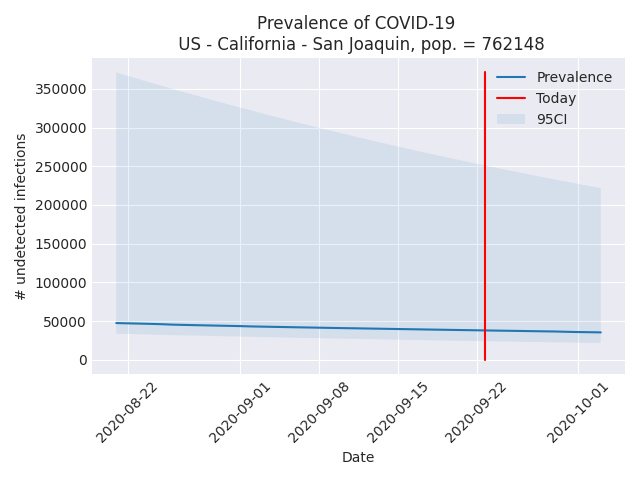 Prevalence of COVID-19
US - California - San Joaquin, pop. = 762148
Prevalence
Today
95CI
# undetected infections
350000
300000
250000
200000
150000
100000
50000
0
2020-08-22
2020-09-01
2020-09-08
2020-09-15
2020-09-22
2020-10-01
Date